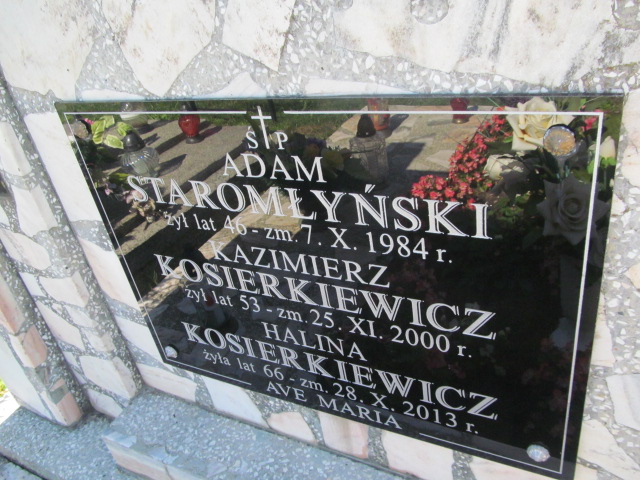 Ś P
ADAM
STAROMŁYŃSKI
żył lat 46 - zm. 7. X. 1984 r.
KAZIMIERZ
KOSIERKIEWICZ
żył lat 53 - zm. 25. XI. 2000 r.
HALINA
KOSIERKIEWICZ
żyła lat 66 - zm. 28. X. 2013 r.
AVE MARIA